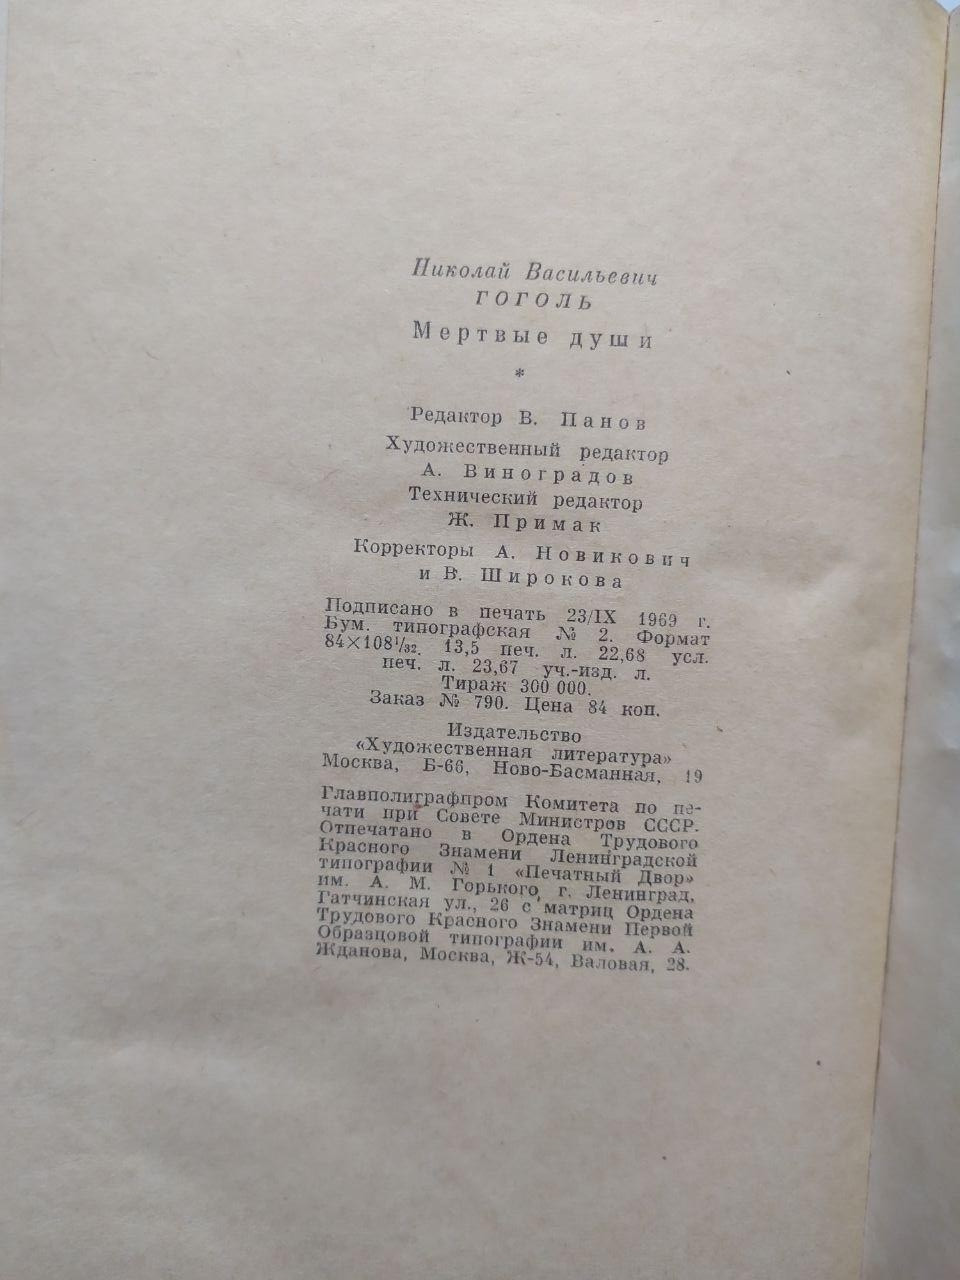 Николай Васильевич
ГОГОЛЬ
Мертвые души
*
Редактор В. Панов
Художественный редактор
А. Виноградов
Технический редактор
Ж. Примак
Корректоры А. Новикович
и В. Широкова
Подписано в печать 23/IX 1969 г.
Бум. типографская № 2. Формат
84×108¹/₃₂. 13,5 печ. л. 22,68 усл.
печ. л. 23,67 уч.-изд. л.
Тираж 300 000.
Заказ № 790. Цена 84 коп.
Издательство
«Художественная литература»
Москва, Б-66, Ново-Басманная, 19
Главполиграфпром Комитета по пе-
чати при Совете Министров СССР.
Отпечатано в Ордена Трудового
Красного Знамени Ленинградской
типографии № 1 «Печатный Двор»
им. А. М. Горького, г. Ленинград,
Гатчинская ул., 26 с матриц Ордена
Трудового Красного Знамени Первой
Образцовой типографии им. А. А.
Жданова, Москва, Ж-54, Валовая, 28.